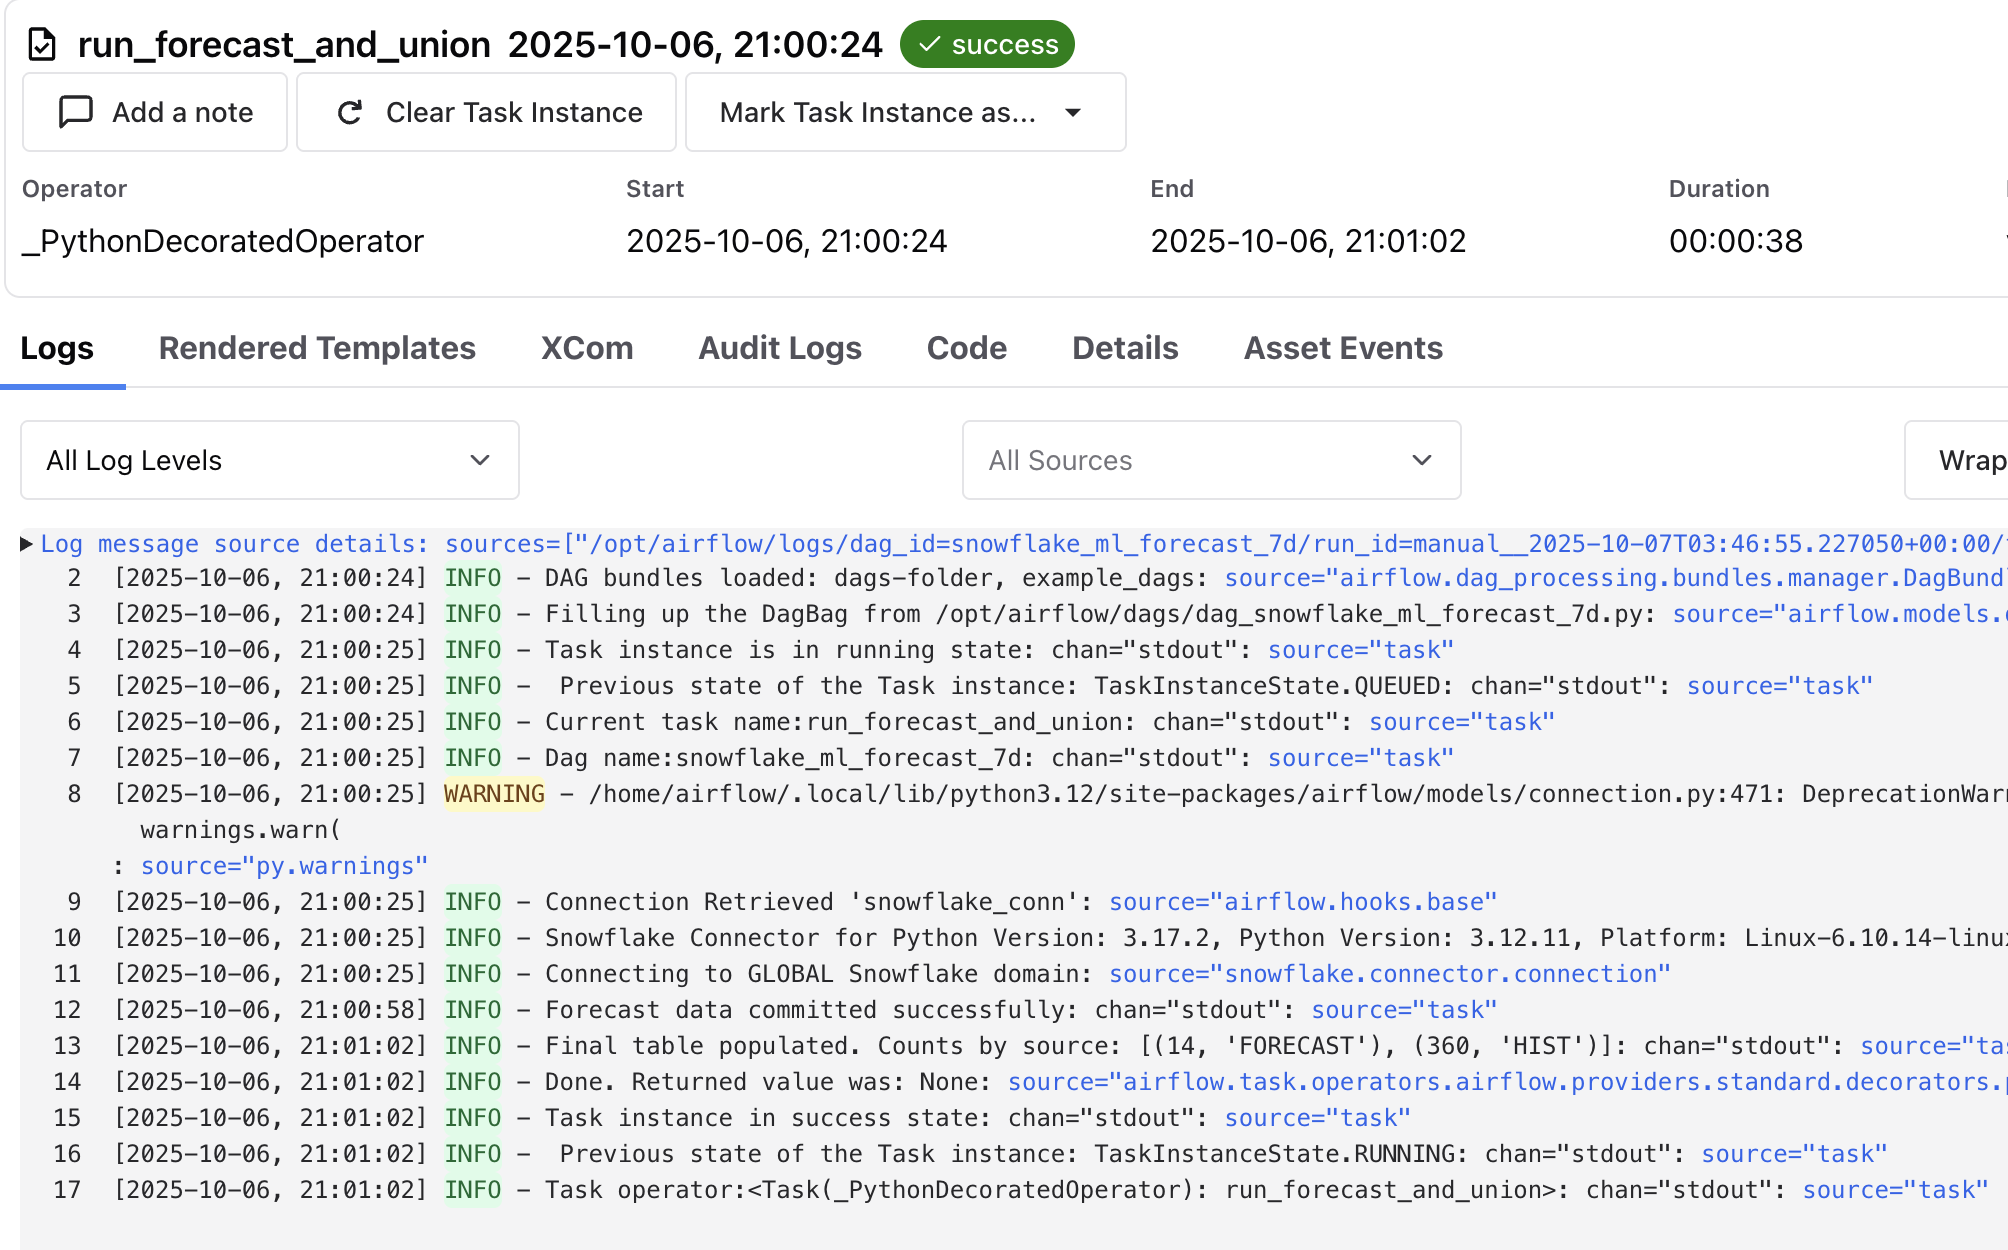 run_forecast_and_union 2025-10-06, 21:00:24 success
Add a note Clear Task Instance Mark Task Instance as...
Operator Start End Duration
_PythonDecoratedOperator 2025-10-06, 21:00:24 2025-10-06, 21:01:02 00:00:38
Logs Rendered Templates XCom Audit Logs Code Details Asset Events
All Log Levels All Sources Wrap
Log message source details: sources=["/opt/airflow/logs/dag_id=snowflake_ml_forecast_7d/run_id=manual__2025-10-07T03:46:55.227050+00:00/
2 [2025-10-06, 21:00:24] INFO - DAG bundles loaded: dags-folder, example_dags: source="airflow.dag_processing.bundles.manager.DagBund
3 [2025-10-06, 21:00:24] INFO - Filling up the DagBag from /opt/airflow/dags/dag_snowflake_ml_forecast_7d.py: source="airflow.models.
4 [2025-10-06, 21:00:25] INFO - Task instance is in running state: chan="stdout": source="task"
5 [2025-10-06, 21:00:25] INFO -  Previous state of the Task instance: TaskInstanceState.QUEUED: chan="stdout": source="task"
6 [2025-10-06, 21:00:25] INFO - Current task name:run_forecast_and_union: chan="stdout": source="task"
7 [2025-10-06, 21:00:25] INFO - Dag name:snowflake_ml_forecast_7d: chan="stdout": source="task"
8 [2025-10-06, 21:00:25] WARNING - /home/airflow/.local/lib/python3.12/site-packages/airflow/models/connection.py:471: DeprecationWar
warnings.warn(
: source="py.warnings"
9 [2025-10-06, 21:00:25] INFO - Connection Retrieved 'snowflake_conn': source="airflow.hooks.base"
10 [2025-10-06, 21:00:25] INFO - Snowflake Connector for Python Version: 3.17.2, Python Version: 3.12.11, Platform: Linux-6.10.14-linu
11 [2025-10-06, 21:00:25] INFO - Connecting to GLOBAL Snowflake domain: source="snowflake.connector.connection"
12 [2025-10-06, 21:00:58] INFO - Forecast data committed successfully: chan="stdout": source="task"
13 [2025-10-06, 21:01:02] INFO - Final table populated. Counts by source: [(14, 'FORECAST'), (360, 'HIST')]: chan="stdout": source="ta
14 [2025-10-06, 21:01:02] INFO - Done. Returned value was: None: source="airflow.task.operators.airflow.providers.standard.decorators.
15 [2025-10-06, 21:01:02] INFO - Task instance in success state: chan="stdout": source="task"
16 [2025-10-06, 21:01:02] INFO -  Previous state of the Task instance: TaskInstanceState.RUNNING: chan="stdout": source="task"
17 [2025-10-06, 21:01:02] INFO - Task operator:<Task(_PythonDecoratedOperator): run_forecast_and_union>: chan="stdout": source="task"